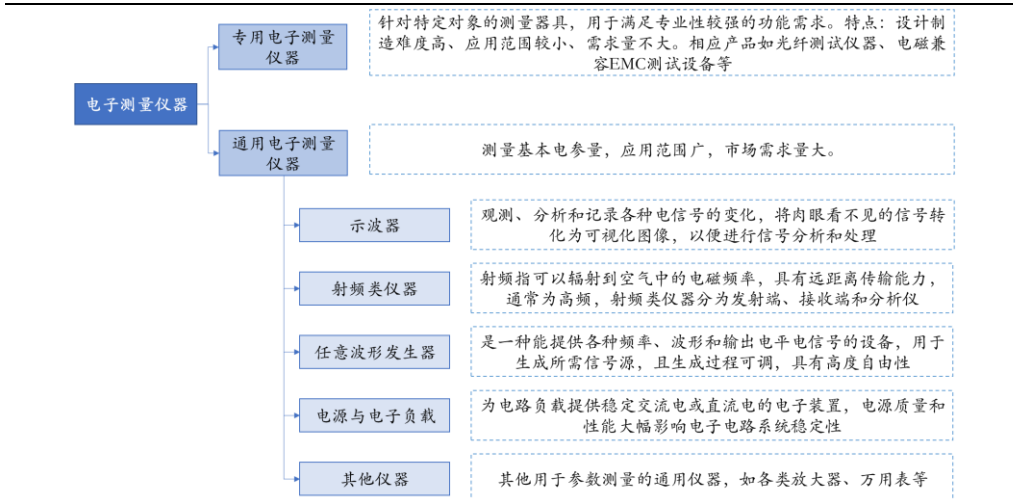 电子测量仪器
专用电子测量
仪器
针对特定对象的测量器具，用于满足专业性较强的功能需求。特点：设计制
造难度高、应用范围较小、需求量不大。相应产品如光纤测试仪器、电磁兼
容EMC测试设备等
通用电子测量
仪器
测量基本电参量，应用范围广，市场需求量大。
示波器
观测、分析和记录各种电信号的变化，将肉眼看不见的信号转
化为可视化图像，以便进行信号分析和处理
射频类仪器
射频指可以辐射到空气中的电磁频率，具有远距离传输能力，
通常为高频，射频类仪器分为发射端、接收端和分析仪
任意波形发生器
是一种能提供各种频率、波形和输出电平电信号的设备，用于
生成所需信号源，且生成过程可调，具有高度自由性
电源与电子负载
为电路负载提供稳定交流电或直流电的电子装置，电源质量和
性能大幅影响电子电路系统稳定性
其他仪器
其他用于参数测量的通用仪器，如各类放大器、万用表等